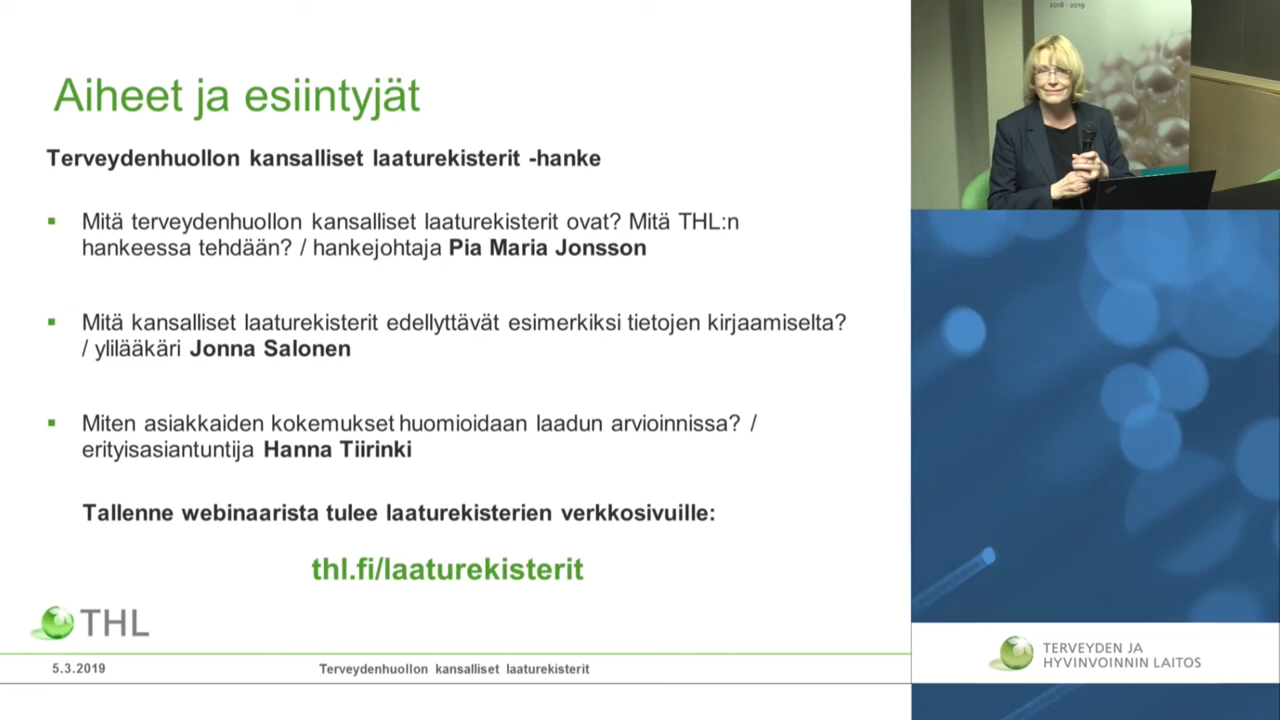 Aiheet ja esiintyjät
Terveydenhuollon kansalliset laaturekisterit -hanke
▪ Mitä terveydenhuollon kansalliset laaturekisterit ovat? Mitä THL:n
hankeessa tehdään? / hankejohtaja Pia Maria Jonsson
▪ Mitä kansalliset laaturekisterit edellyttävät esimerkiksi tietojen kirjaamiselta?
/ ylilääkäri Jonna Salonen
▪ Miten asiakkaiden kokemukset huomioidaan laadun arvioinnissa? /
erityisasiantuntija Hanna Tiirinki
Tallenne webinaarista tulee laaturekisterien verkkosivuille:
thl.fi/laaturekisterit
THL
5.3.2019
Terveydenhuollon kansalliset laaturekisterit
2018 - 2019
TERVEYDEN JA
HYVINVOINNIN LAITOS